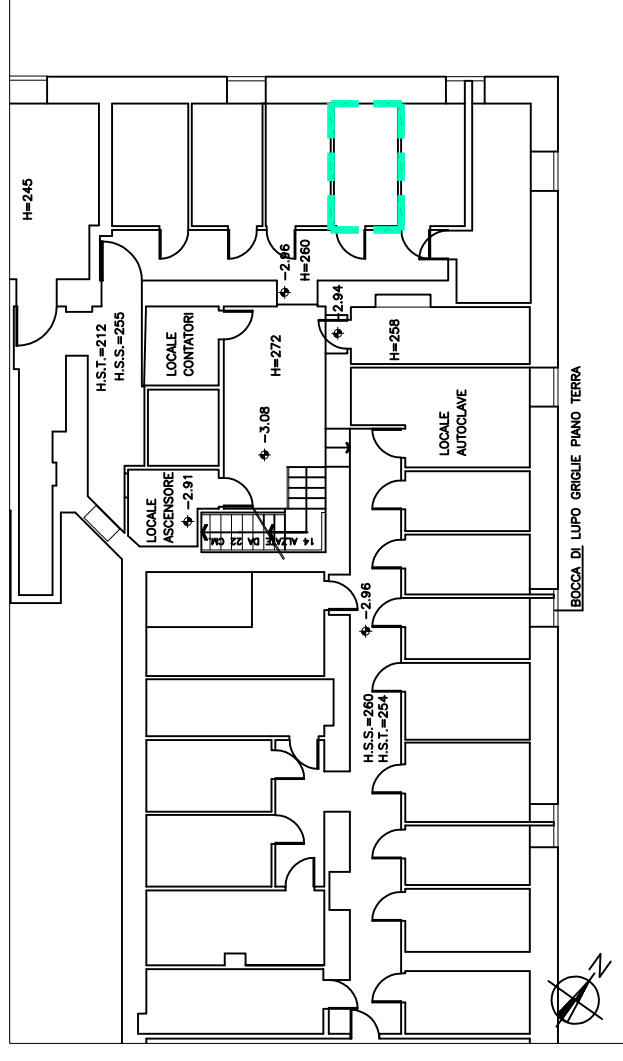 H=245
-2.96
H=260
-2.94
H.S.T.=212
H.S.S.=255
LOCALE
CONTATORI
H=272
H=258
-3.08
LOCALE
AUTOCLAVE
LOCALE
ASCENSORE
-2.91
14 ALZATE DA 22 CM
BOCCA DI LUPO GRIGLIE PIANO TERRA
-2.96
H.S.S.=260
H.S.T.=254
N